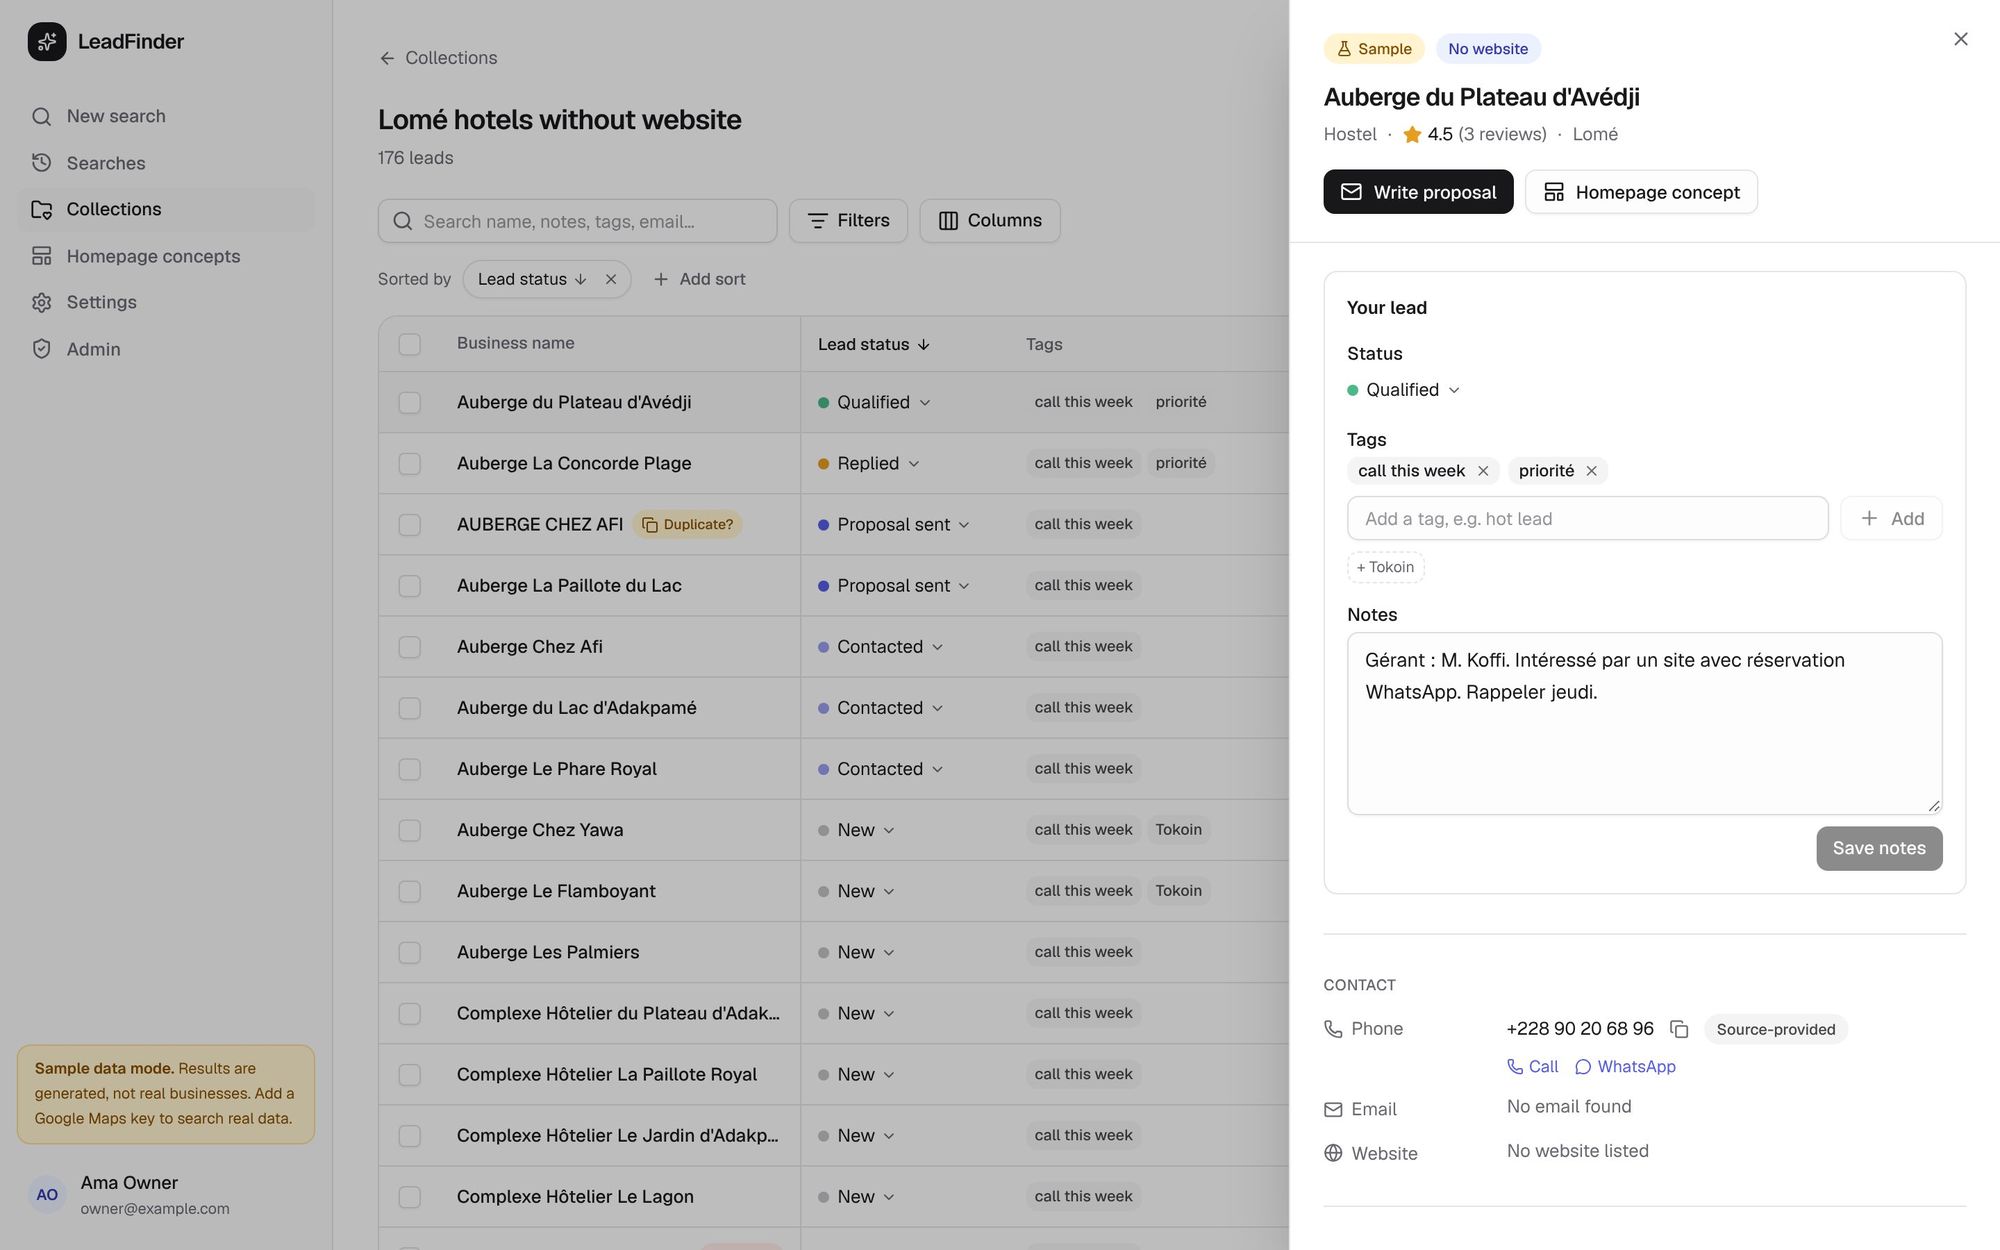 LeadFinder
New search
Searches
Collections
Homepage concepts
Settings
Admin
Sample data mode. Results are
generated, not real businesses. Add a
Google Maps key to search real data.
AO
Ama Owner
owner@example.com
Collections
Lomé hotels without website
176 leads
Search name, notes, tags, email...
Filters
Columns
Sorted by Lead status Add sort
Business name Lead status Tags
Auberge du Plateau d'Avédji Qualified call this week priorité
Auberge La Concorde Plage Replied call this week priorité
AUBERGE CHEZ AFI Duplicate? Proposal sent call this week
Auberge La Paillote du Lac Proposal sent call this week
Auberge Chez Afi Contacted call this week
Auberge du Lac d'Adakpamé Contacted call this week
Auberge Le Phare Royal Contacted call this week
Auberge Chez Yawa New call this week Tokoin
Auberge Le Flamboyant New call this week Tokoin
Auberge Les Palmiers New call this week
Complexe Hôtelier du Plateau d'Adak... New call this week
Complexe Hôtelier La Paillote Royal New call this week
Complexe Hôtelier Le Jardin d'Adakp... New call this week
Complexe Hôtelier Le Lagon New call this week
Sample No website
Auberge du Plateau d'Avédji
Hostel · 4.5 (3 reviews) · Lomé
Write proposal Homepage concept
Your lead
Status
Qualified
Tags
call this week priorité
Add a tag, e.g. hot lead
+ Add
+ Tokoin
Notes
Gérant : M. Koffi. Intéressé par un site avec réservation
WhatsApp. Rappeler jeudi.
Save notes
CONTACT
Phone +228 90 20 68 96 Source-provided
Call WhatsApp
Email No email found
Website No website listed